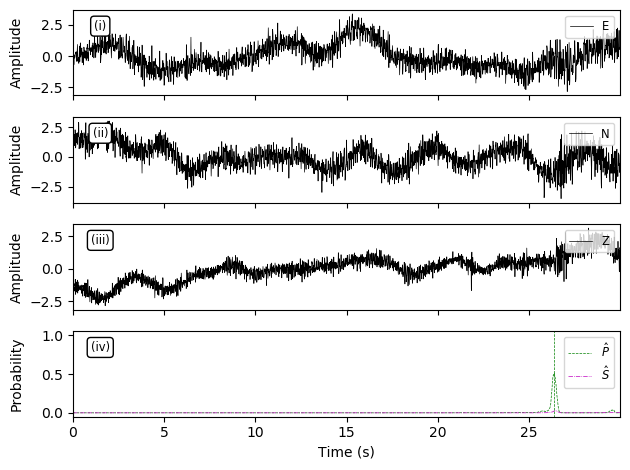 Amplitude
2.5
0.0
−2.5
(i)
E
Amplitude
2.5
0.0
−2.5
(ii)
N
Amplitude
2.5
0.0
−2.5
(iii)
Z
Probability
1.0
0.5
0.0
(iv)
P̂
Ŝ
0 5 10 15 20 25
Time (s)